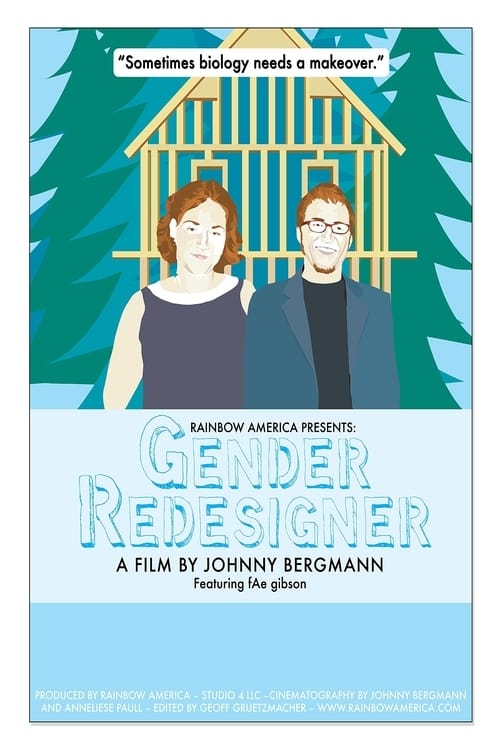 “Sometimes biology needs a makeover.”
RAINBOW AMERICA PRESENTS:
GENDER
REDESIGNER
A FILM BY JOHNNY BERGMANN
Featuring fAe gibson
PRODUCED BY RAINBOW AMERICA – STUDIO 4 LLC –CINEMATOGRAPHY BY JOHNNY BERGMANN
AND ANNELIESE PAULL – EDITED BY GEOFF GRUETZMACHER – WWW.RAINBOWAMERICA.COM